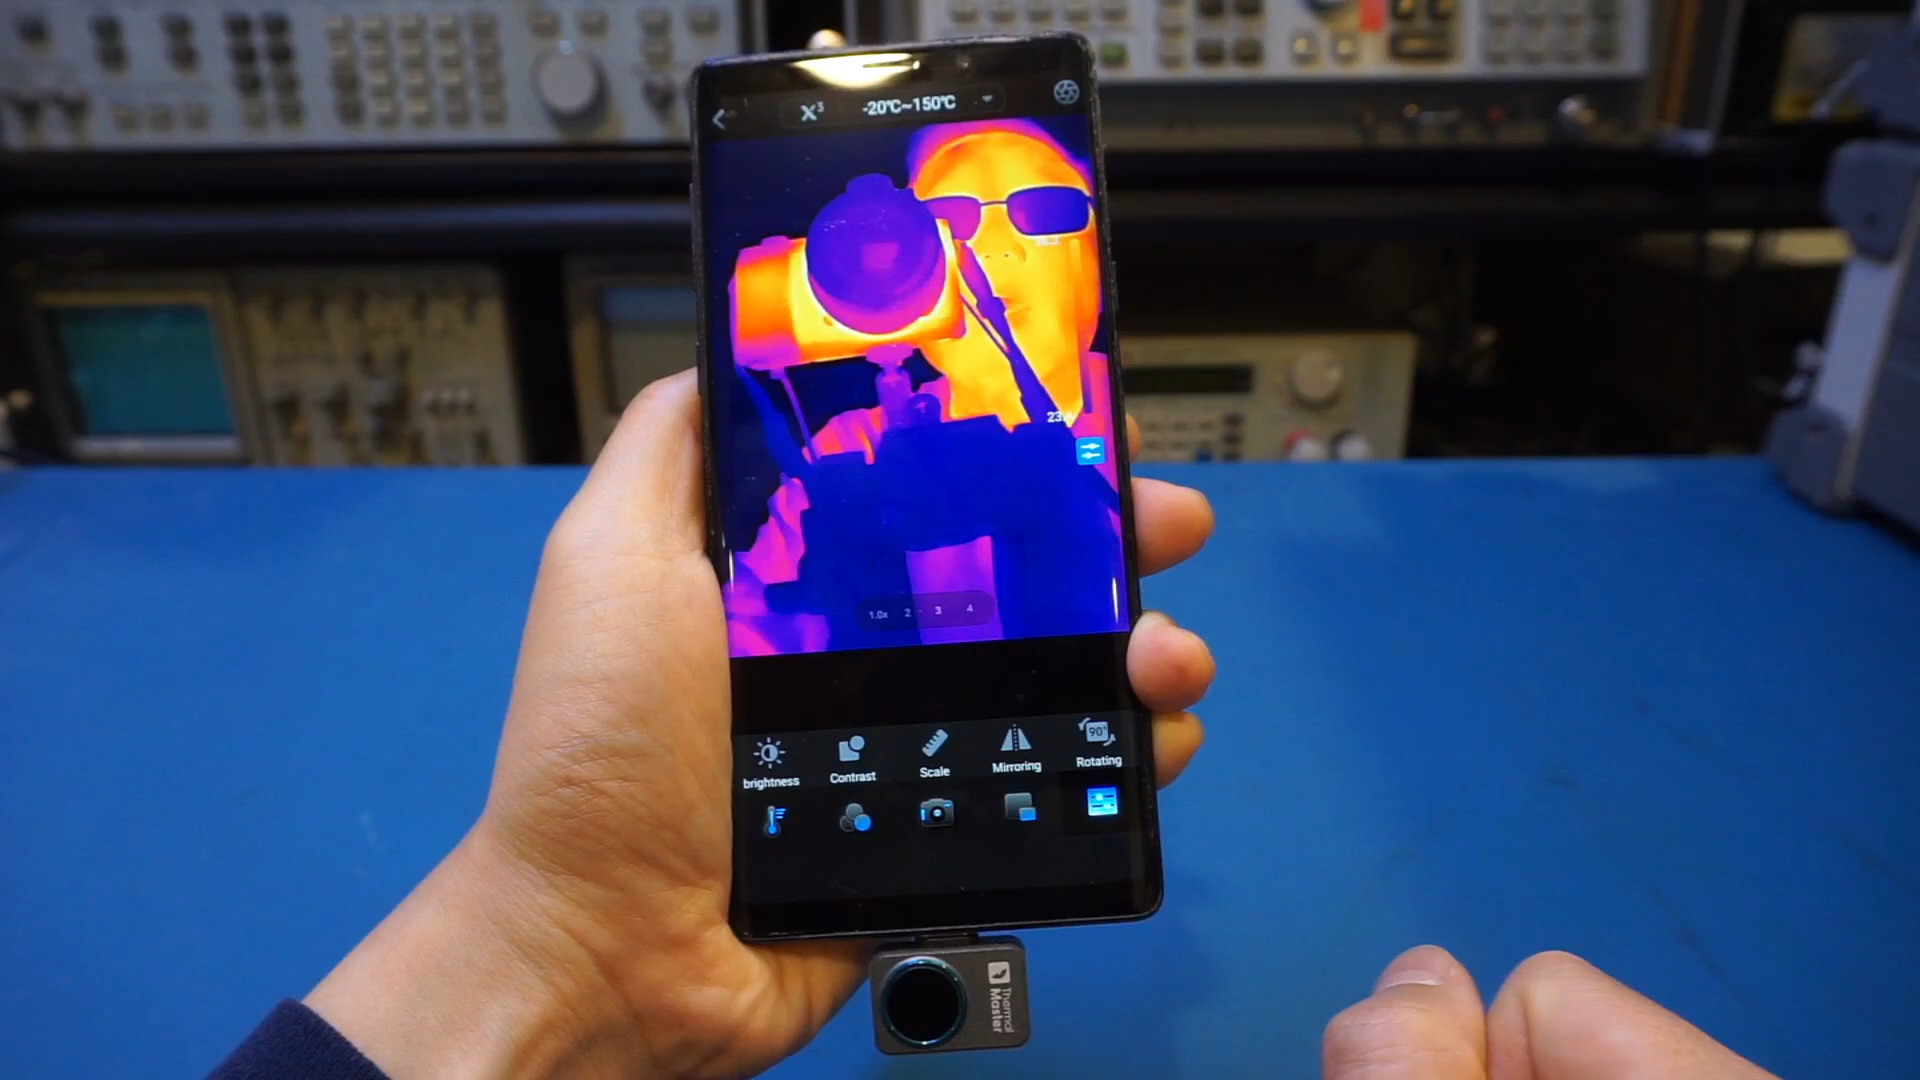 X³ -20℃~150℃
23.4
1.0x 2 3 4
brightness Contrast Scale Mirroring Rotating
90°
Thermal
Master